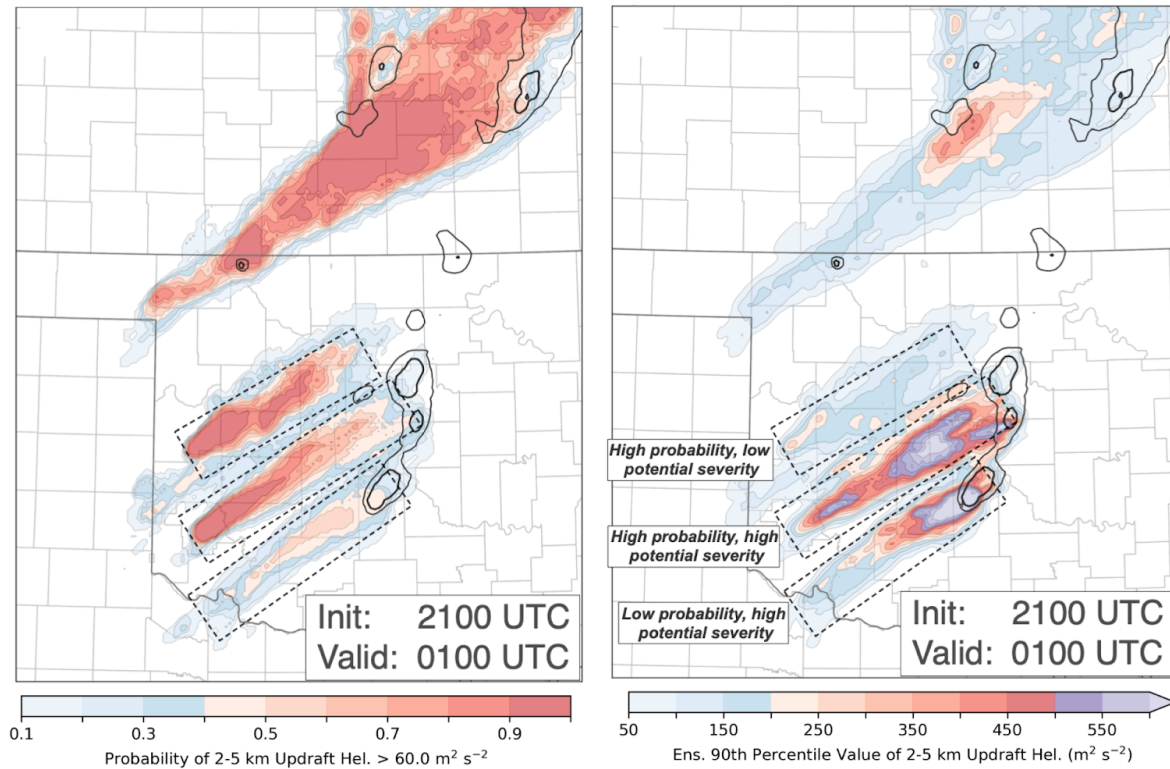 Init: 2100 UTC
Valid: 0100 UTC
0.1 0.3 0.5 0.7 0.9
Probability of 2-5 km Updraft Hel. > 60.0 m² s⁻²
High probability, low
potential severity
High probability, high
potential severity
Low probability, high
potential severity
Init: 2100 UTC
Valid: 0100 UTC
50 150 250 350 450 550
Ens. 90th Percentile Value of 2-5 km Updraft Hel. (m² s⁻²)